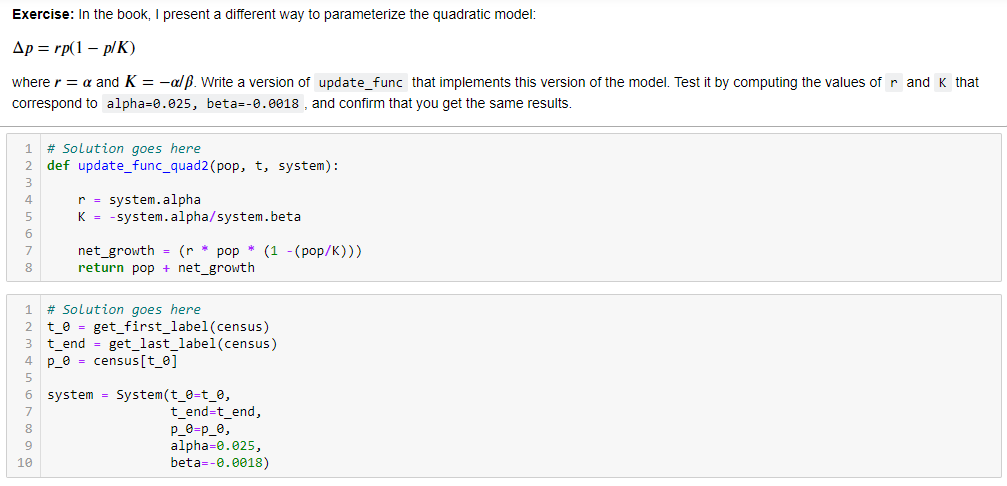 Exercise: In the book, I present a different way to parameterize the quadratic model:
Δp = rp(1 − p/K)
where r = α and K = −α/β. Write a version of update_func that implements this version of the model. Test it by computing the values of r and K that
correspond to alpha=0.025, beta=-0.0018 , and confirm that you get the same results.
1 # Solution goes here
2 def update_func_quad2(pop, t, system):
3
4 r = system.alpha
5 K = -system.alpha/system.beta
6
7 net_growth = (r * pop * (1 -(pop/K)))
8 return pop + net_growth
1 # Solution goes here
2 t_0 = get_first_label(census)
3 t_end = get_last_label(census)
4 p_0 = census[t_0]
5
6 system = System(t_0=t_0,
7 t_end=t_end,
8 p_0=p_0,
9 alpha=0.025,
10 beta=-0.0018)